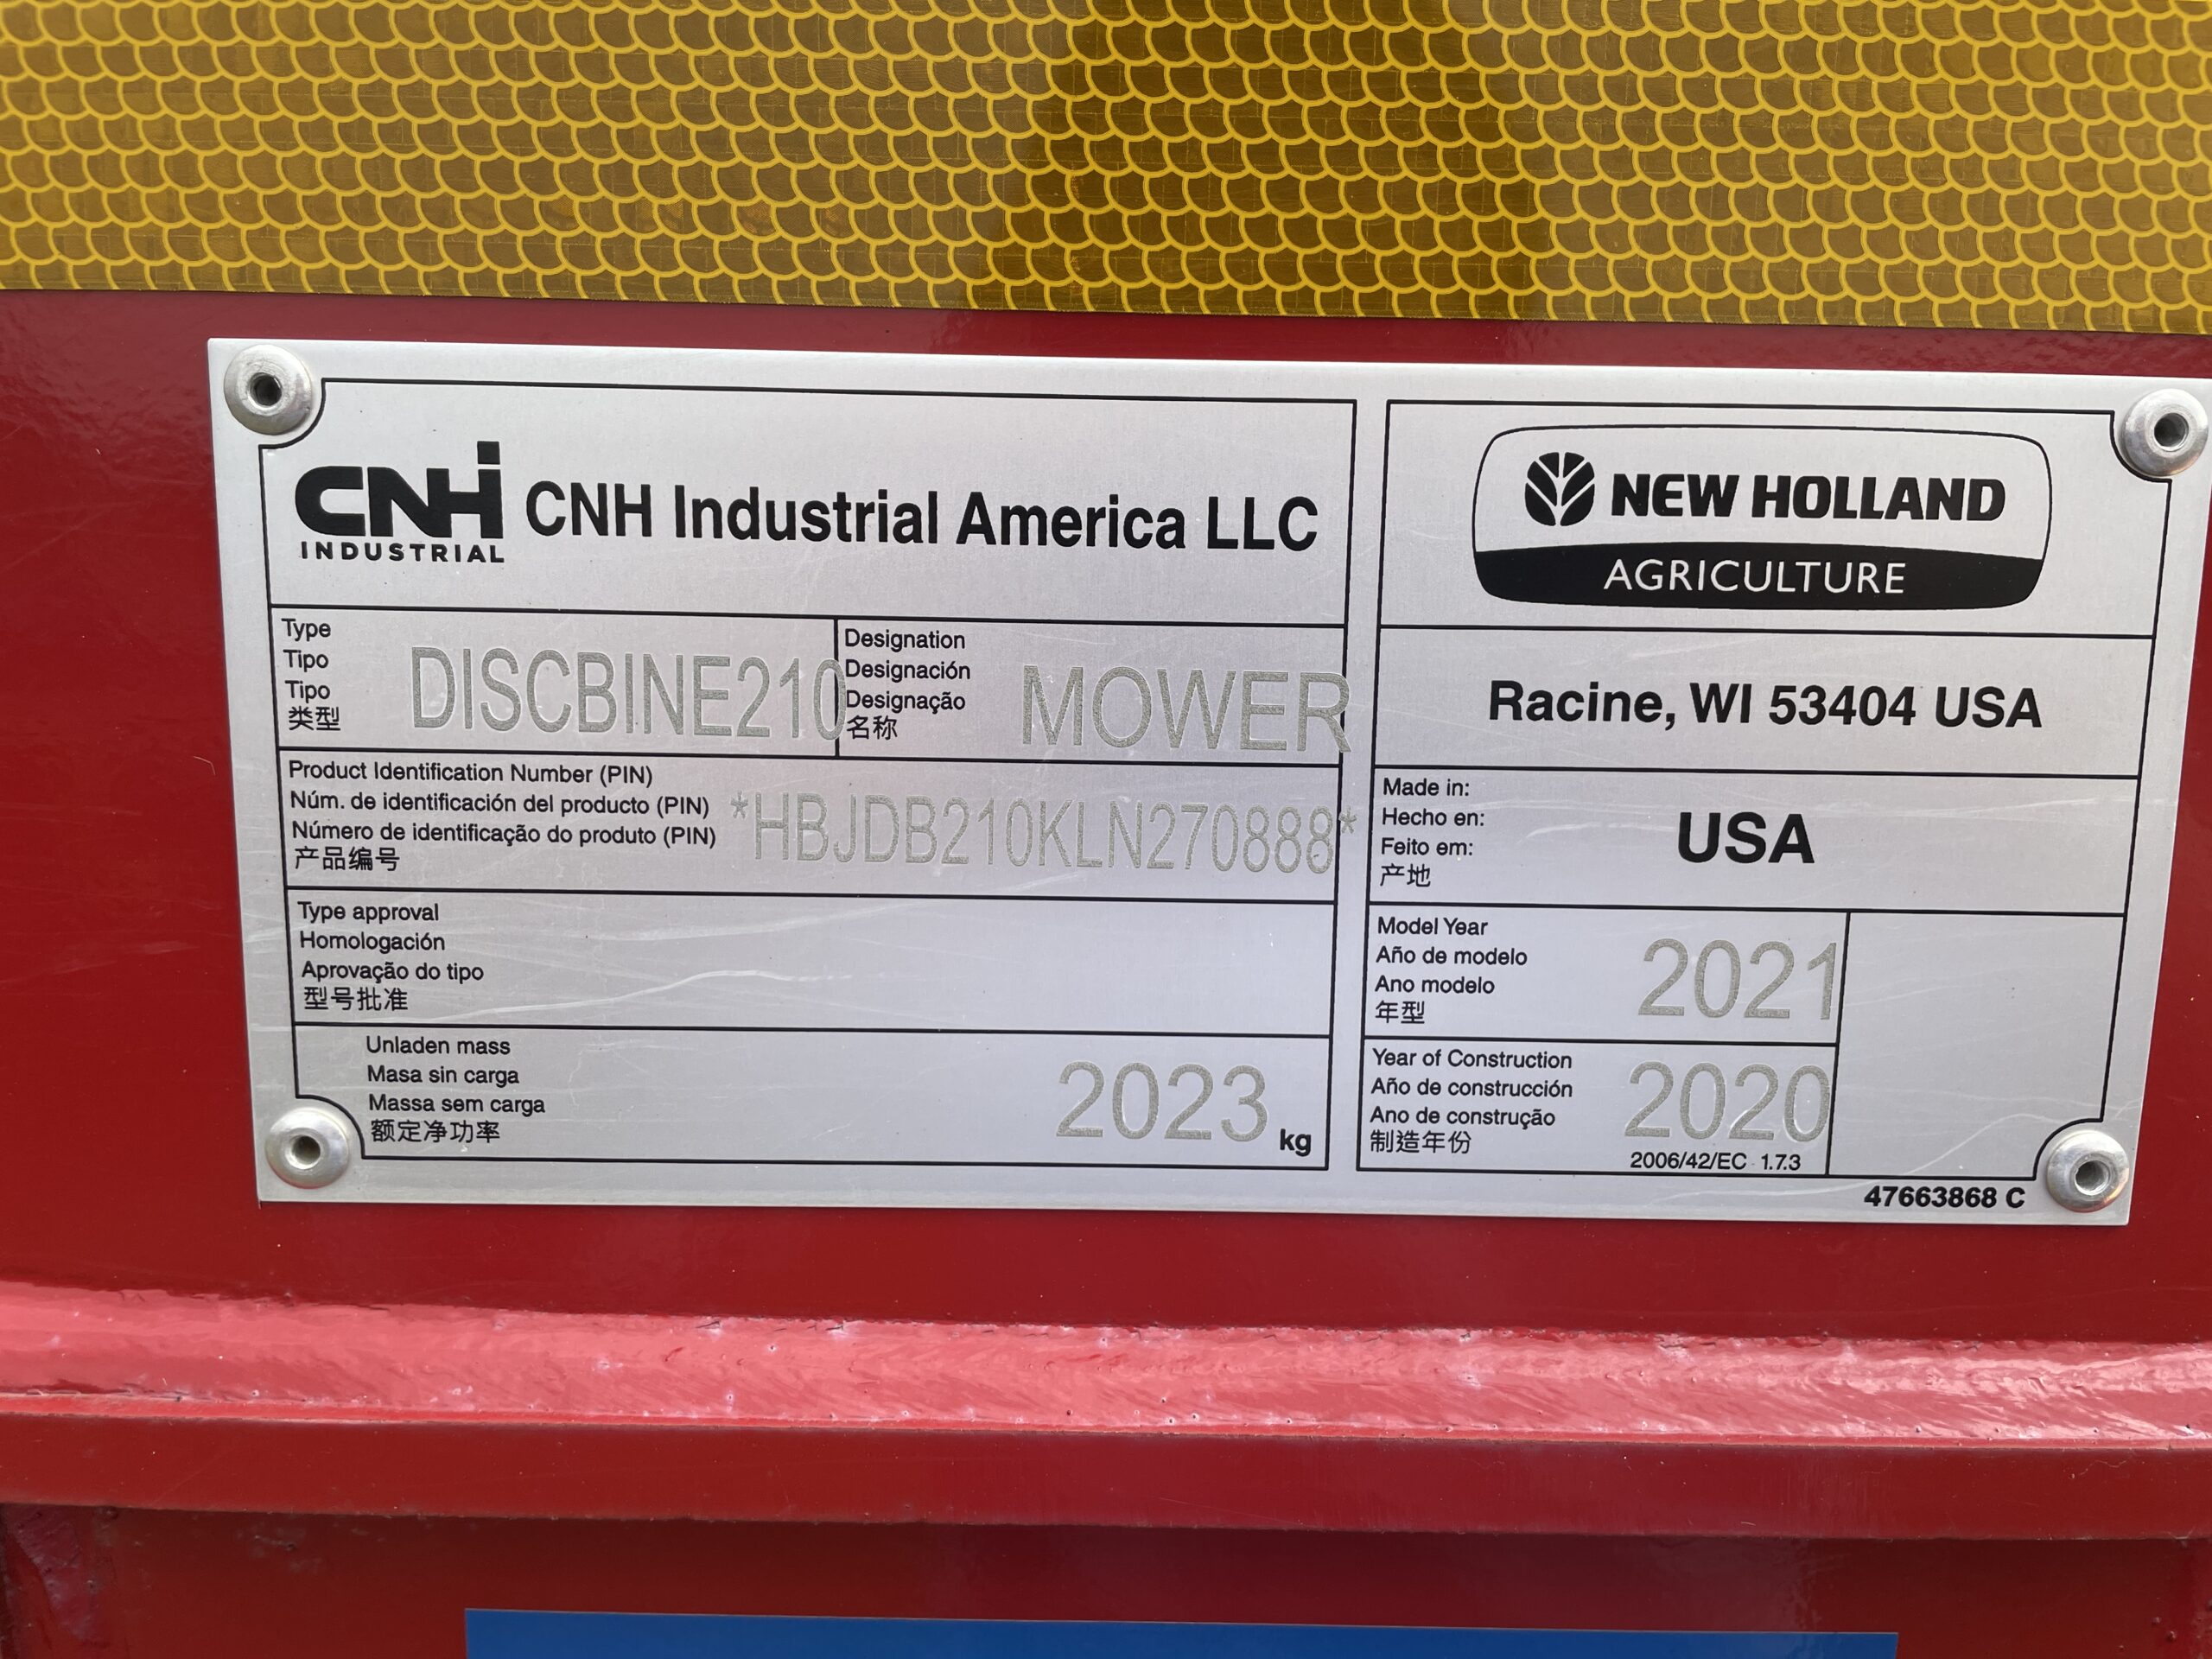 CNH INDUSTRIAL
CNH Industrial America LLC
Type
Tipo
Tipo
类型
DISCBINE210
Designation
Designación
Designação
名称
MOWER
Product Identification Number (PIN)
Núm. de identificación del producto (PIN)
Número de identificação do produto (PIN)
产品编号
*HBJDB210KLN270888*
Type approval
Homologación
Aprovação do tipo
型号批准
Unladen mass
Masa sin carga
Massa sem carga
额定净功率
2023 kg
NEW HOLLAND
AGRICULTURE
Racine, WI 53404 USA
Made in:
Hecho en:
Feito em:
产地
USA
Model Year
Año de modelo
Ano modelo
年型
2021
Year of Construction
Año de construcción
Ano de construção
制造年份
2020
2006/42/EC - 1.7.3
47663868 C